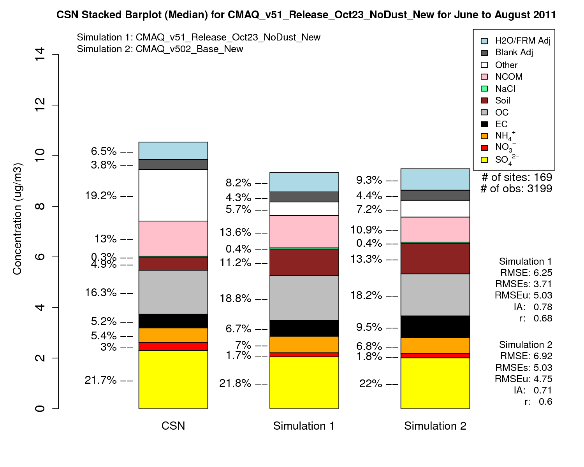 CSN Stacked Barplot (Median) for CMAQ_v51_Release_Oct23_NoDust_New for June to August 2011
Simulation 1: CMAQ_v51_Release_Oct23_NoDust_New
Simulation 2: CMAQ_v502_Base_New
H2O/FRM Adj
Blank Adj
Other
NCOM
NaCl
Soil
OC
EC
NH4+
NO3−
SO42−
# of sites: 169
# of obs: 3199
Concentration (ug/m3)
14
12
10
8
6
4
2
0
6.5%
3.8%
19.2%
13%
0.3%
4.9%
16.3%
5.2%
5.4%
3%
21.7%
8.2%
4.3%
5.7%
13.6%
0.4%
11.2%
18.8%
6.7%
7%
1.7%
21.8%
9.3%
4.4%
7.2%
10.9%
0.4%
13.3%
18.2%
9.5%
6.8%
1.8%
22%
Simulation 1
RMSE: 6.25
RMSEs: 3.71
RMSEu: 5.03
IA: 0.78
r: 0.68
Simulation 2
RMSE: 6.92
RMSEs: 5.03
RMSEu: 4.75
IA: 0.71
r: 0.6
CSN
Simulation 1
Simulation 2